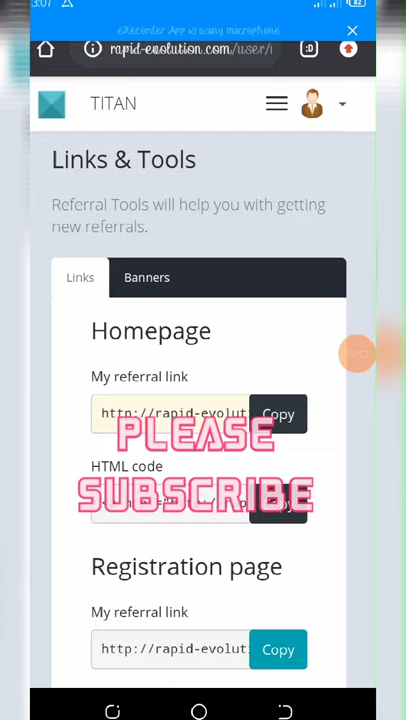 3:07
eRecorder App is using microphone
rapid-evolution.com/user/
:D
TITAN
Links & Tools
Referral Tools will help you with getting
new referrals.
Links
Banners
Homepage
My referral link
http://rapid-evolut
Copy
PLEASE
HTML code
SUBSCRIBE
Registration page
My referral link
http://rapid-evolut
Copy